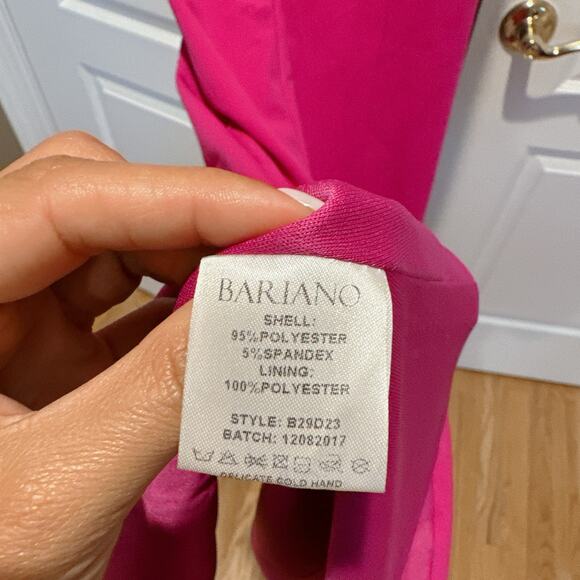 BARIANO
SHELL:
95%POLYESTER
5%SPANDEX
LINING:
100%POLYESTER
STYLE: B29D23
BATCH: 12082017
DELICATE COLD HAND